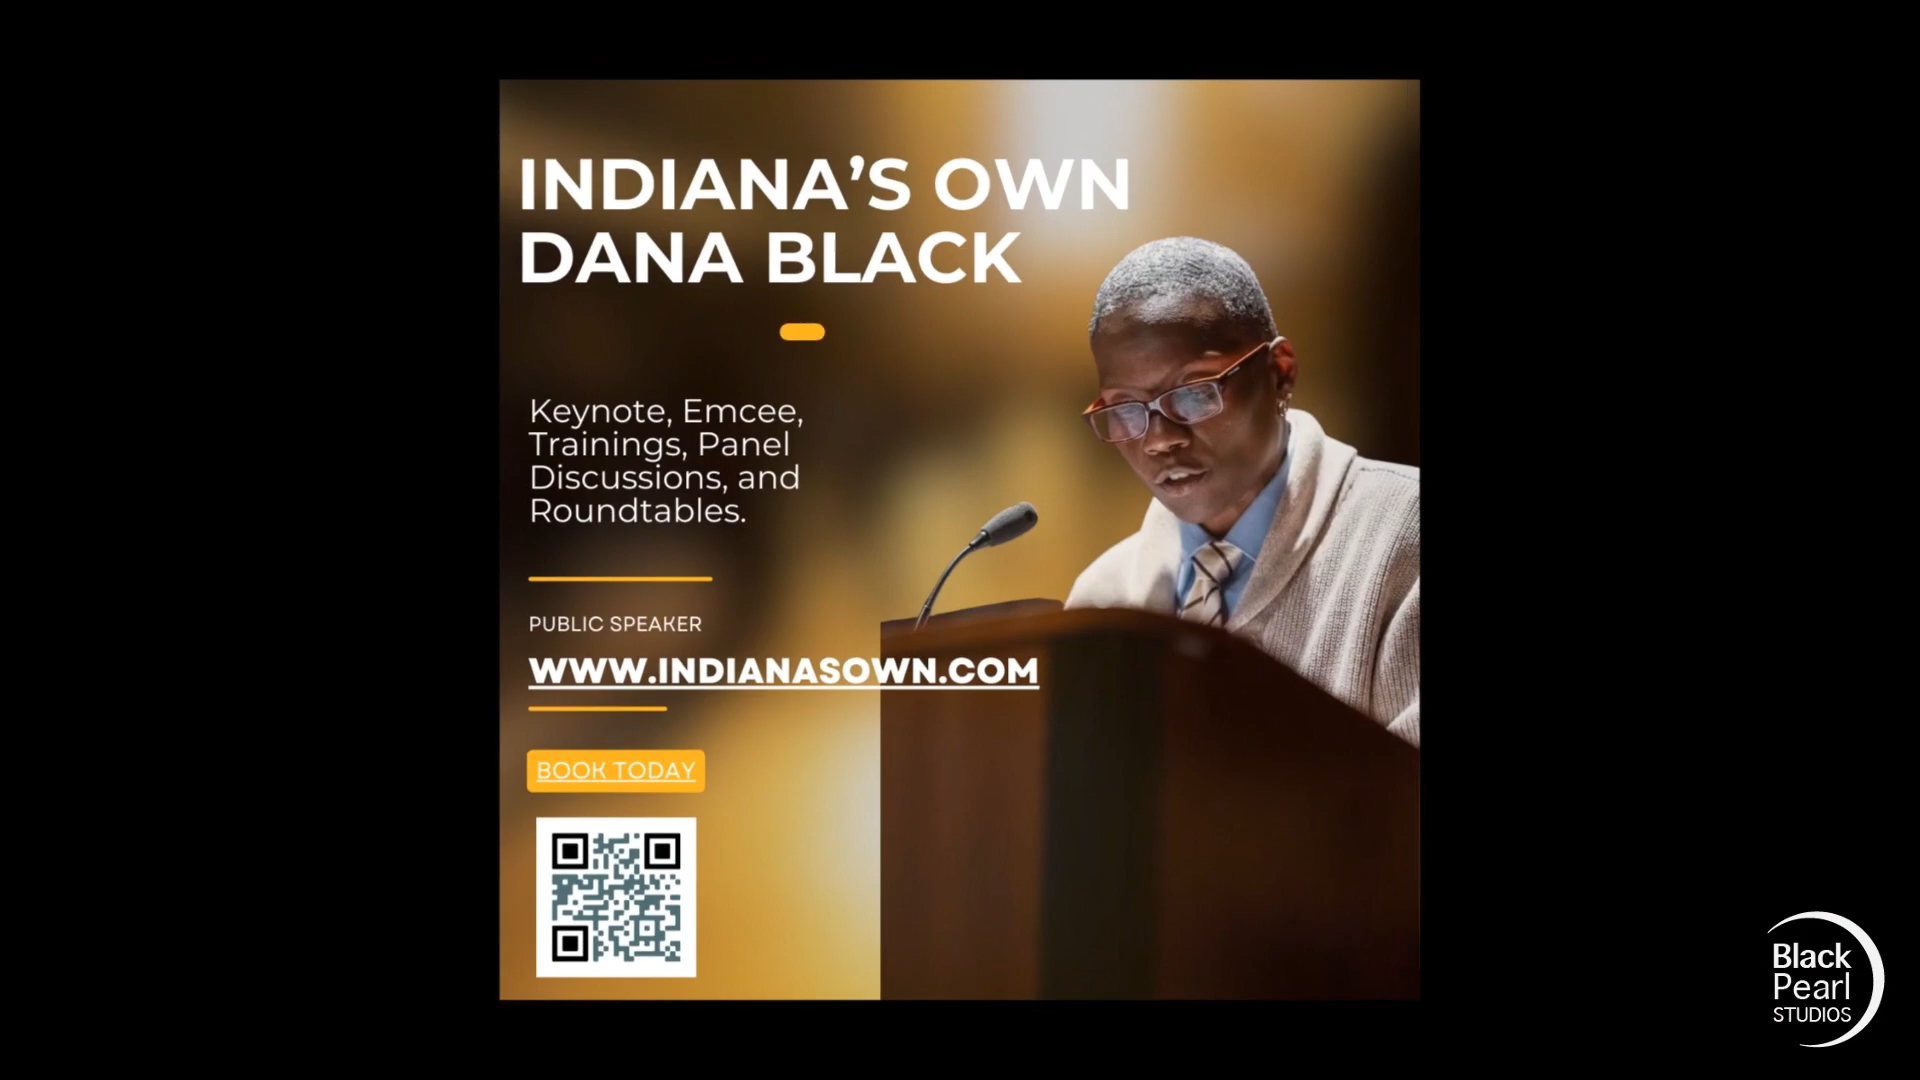 INDIANA’S OWN
DANA BLACK
Keynote, Emcee,
Trainings, Panel
Discussions, and
Roundtables.
PUBLIC SPEAKER
WWW.INDIANASOWN.COM
BOOK TODAY
Black
Pearl
STUDIOS